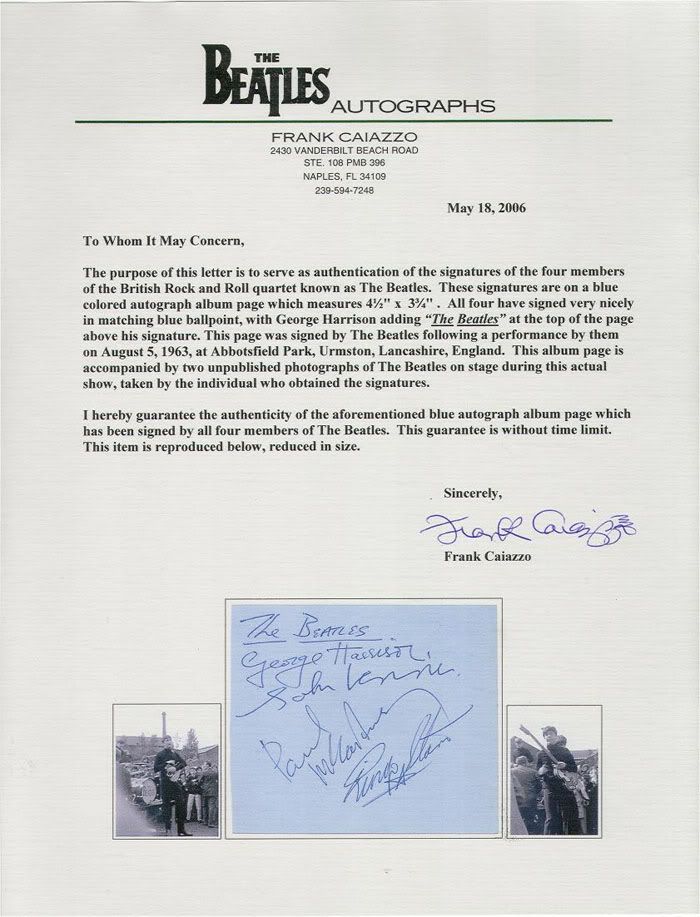 THE
BEATLES AUTOGRAPHS
FRANK CAIAZZO
2430 VANDERBILT BEACH ROAD
STE. 108 PMB 396
NAPLES, FL 34109
239-594-7248
May 18, 2006
To Whom It May Concern,
The purpose of this letter is to serve as authentication of the signatures of the four members
of the British Rock and Roll quartet known as The Beatles. These signatures are on a blue
colored autograph album page which measures 4½" x 3¾" . All four have signed very nicely
in matching blue ballpoint, with George Harrison adding “The Beatles” at the top of the page
above his signature. This page was signed by The Beatles following a performance by them
on August 5, 1963, at Abbotsfield Park, Urmston, Lancashire, England. This album page is
accompanied by two unpublished photographs of The Beatles on stage during this actual
show, taken by the individual who obtained the signatures.
I hereby guarantee the authenticity of the aforementioned blue autograph album page which
has been signed by all four members of The Beatles. This guarantee is without time limit.
This item is reproduced below, reduced in size.
Sincerely,
Frank Caiazzo
Frank Caiazzo
The BEATLES
George Harrison
John Lennon
Paul McCartney
Ringo Starr